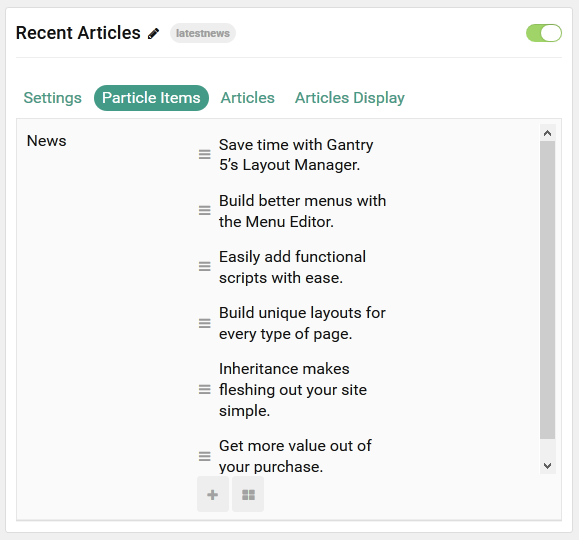 Recent Articles latestnews
Settings Particle Items Articles Articles Display
News
Save time with Gantry
5’s Layout Manager.
Build better menus with
the Menu Editor.
Easily add functional
scripts with ease.
Build unique layouts for
every type of page.
Inheritance makes
fleshing out your site
simple.
Get more value out of
your purchase.